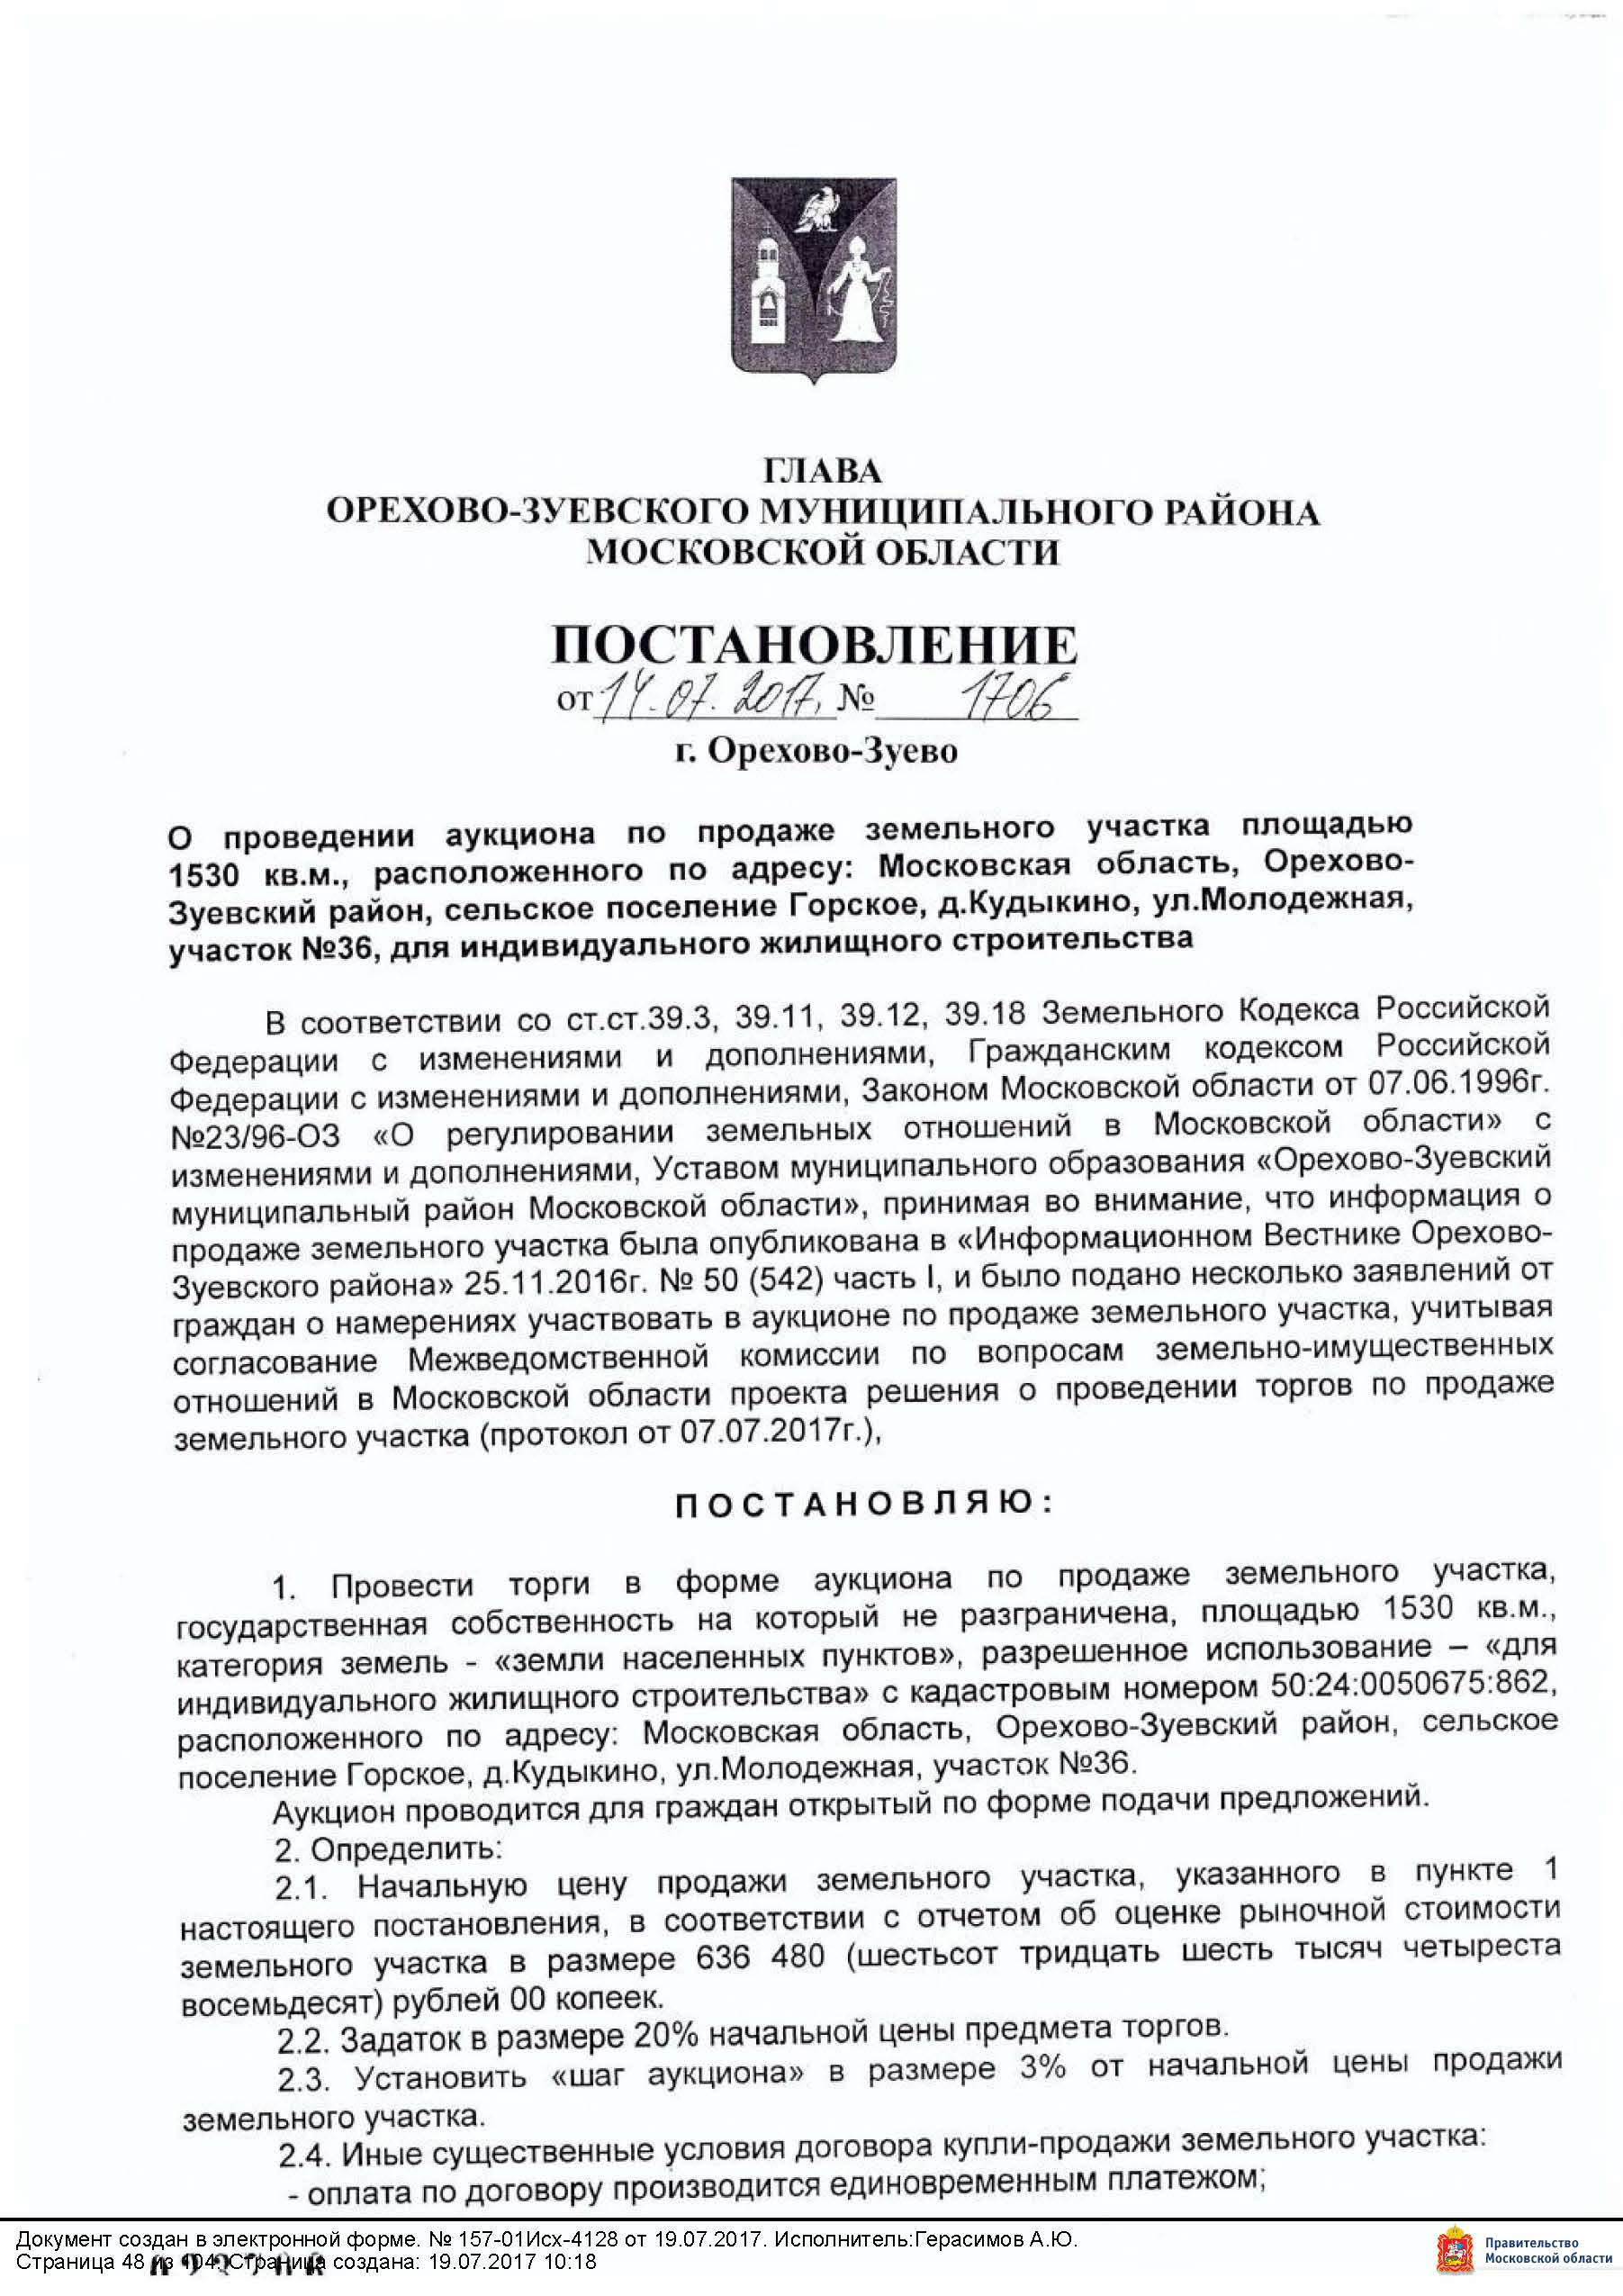 ГЛАВА
ОРЕХОВО-ЗУЕВСКОГО МУНИЦИПАЛЬНОГО РАЙОНА
МОСКОВСКОЙ ОБЛАСТИ
ПОСТАНОВЛЕНИЕ
от 14.07.2017, № 1706
г. Орехово-Зуево
О проведении аукциона по продаже земельного участка площадью
1530 кв.м., расположенного по адресу: Московская область, Орехово-
Зуевский район, сельское поселение Горское, д.Кудыкино, ул.Молодежная,
участок №36, для индивидуального жилищного строительства
В соответствии со ст.ст.39.3, 39.11, 39.12, 39.18 Земельного Кодекса Российской
Федерации с изменениями и дополнениями, Гражданским кодексом Российской
Федерации с изменениями и дополнениями, Законом Московской области от 07.06.1996г.
№23/96-ОЗ «О регулировании земельных отношений в Московской области» с
изменениями и дополнениями, Уставом муниципального образования «Орехово-Зуевский
муниципальный район Московской области», принимая во внимание, что информация о
продаже земельного участка была опубликована в «Информационном Вестнике Орехово-
Зуевского района» 25.11.2016г. № 50 (542) часть I, и было подано несколько заявлений от
граждан о намерениях участвовать в аукционе по продаже земельного участка, учитывая
согласование Межведомственной комиссии по вопросам земельно-имущественных
отношений в Московской области проекта решения о проведении торгов по продаже
земельного участка (протокол от 07.07.2017г.),
П О С Т А Н О В Л Я Ю :
1. Провести торги в форме аукциона по продаже земельного участка,
государственная собственность на который не разграничена, площадью 1530 кв.м.,
категория земель - «земли населенных пунктов», разрешенное использование – «для
индивидуального жилищного строительства» с кадастровым номером 50:24:0050675:862,
расположенного по адресу: Московская область, Орехово-Зуевский район, сельское
поселение Горское, д.Кудыкино, ул.Молодежная, участок №36.
Аукцион проводится для граждан открытый по форме подачи предложений.
2. Определить:
2.1. Начальную цену продажи земельного участка, указанного в пункте 1
настоящего постановления, в соответствии с отчетом об оценке рыночной стоимости
земельного участка в размере 636 480 (шестьсот тридцать шесть тысяч четыреста
восемьдесят) рублей 00 копеек.
2.2. Задаток в размере 20% начальной цены предмета торгов.
2.3. Установить «шаг аукциона» в размере 3% от начальной цены продажи
земельного участка.
2.4. Иные существенные условия договора купли-продажи земельного участка:
- оплата по договору производится единовременным платежом;
Документ создан в электронной форме. № 157-01Исх-4128 от 19.07.2017. Исполнитель:Герасимов А.Ю.
Страница 48 из 104. Страница создана: 19.07.2017 10:18
Правительство
Московской области